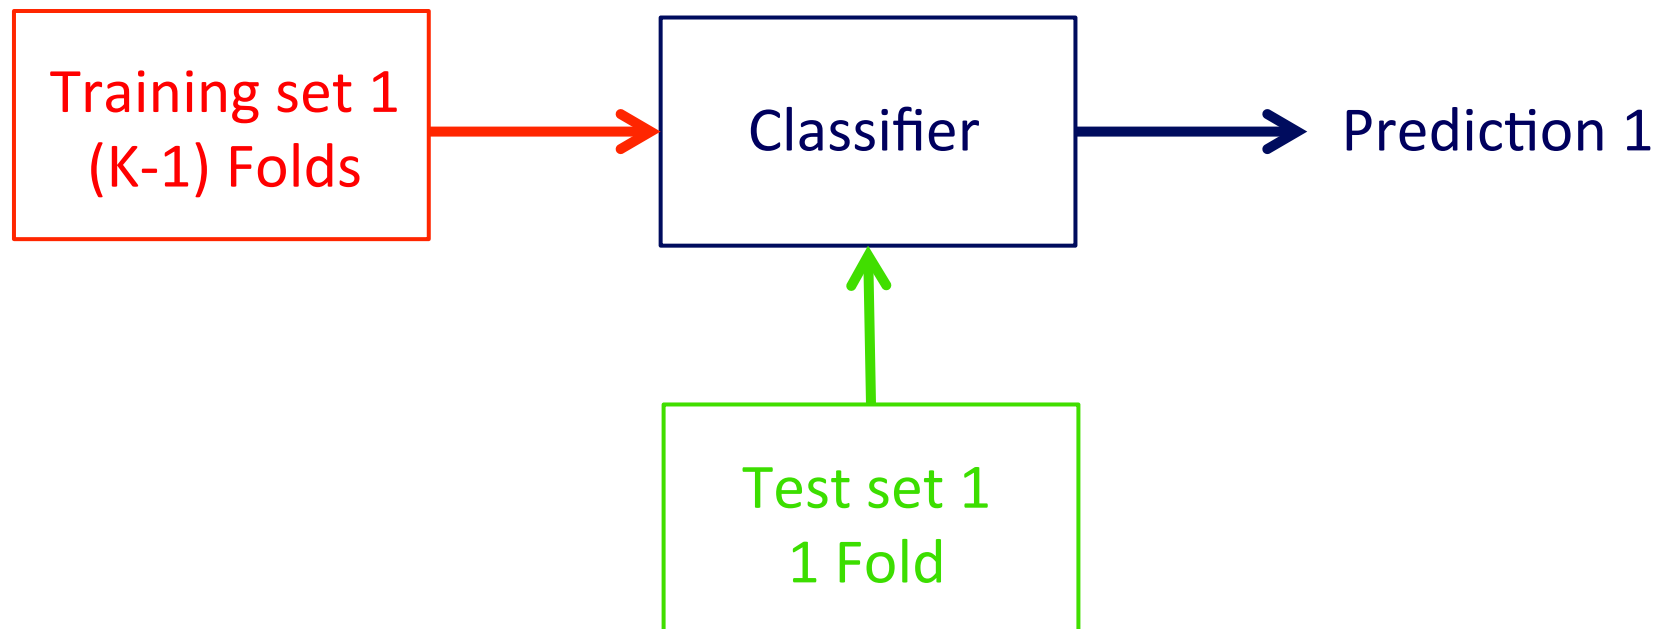 Training set 1
(K-1) Folds
Classifier
Prediction 1
Test set 1
1 Fold